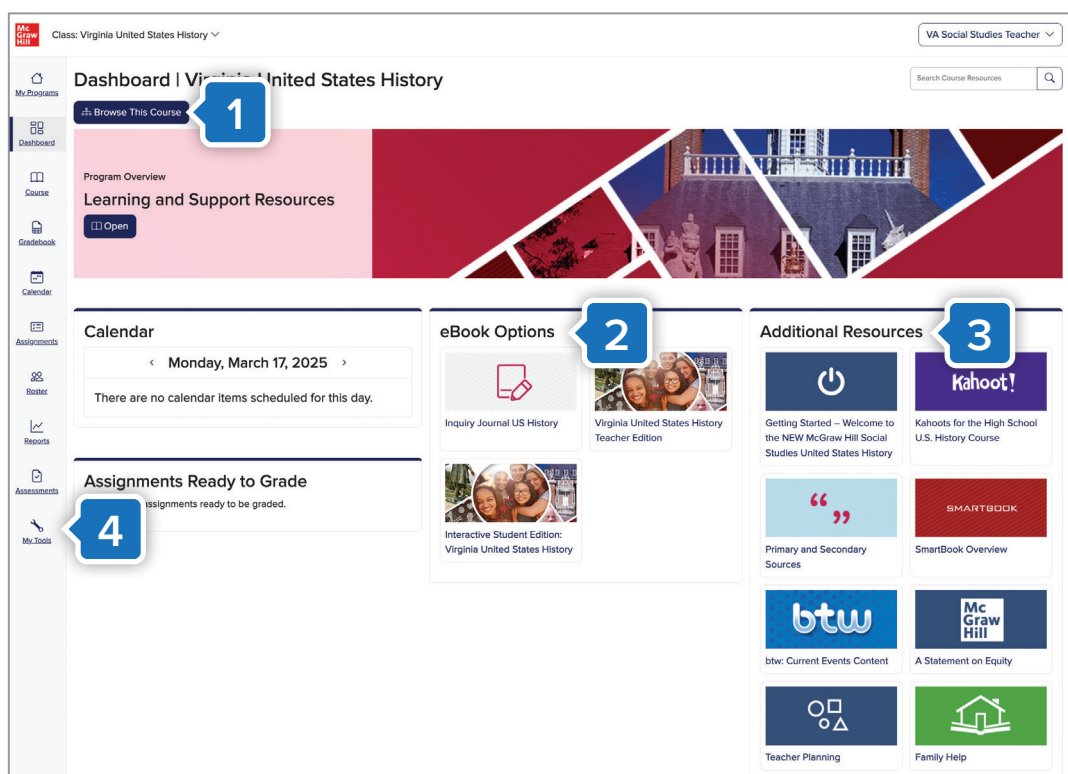 Mc
Graw
Hill
Class: Virginia United States History
VA Social Studies Teacher
My Programs
Dashboard
Course
Gradebook
Calendar
Assignments
Roster
Reports
Assessments
My Tools
Dashboard | Virginia United States History
Search Course Resources
Browse This Course
1
Program Overview
Learning and Support Resources
Open
Calendar
Monday, March 17, 2025
There are no calendar items scheduled for this day.
Assignments Ready to Grade
assignments ready to be graded.
4
eBook Options
2
Inquiry Journal US History
Virginia United States History
Teacher Edition
Interactive Student Edition:
Virginia United States History
Additional Resources
3
Getting Started – Welcome to
the NEW McGraw Hill Social
Studies United States History
Kahoot!
Kahoots for the High School
U.S. History Course
Primary and Secondary
Sources
SMARTBOOK
SmartBook Overview
btw
btw: Current Events Content
Mc
Graw
Hill
A Statement on Equity
Teacher Planning
Family Help